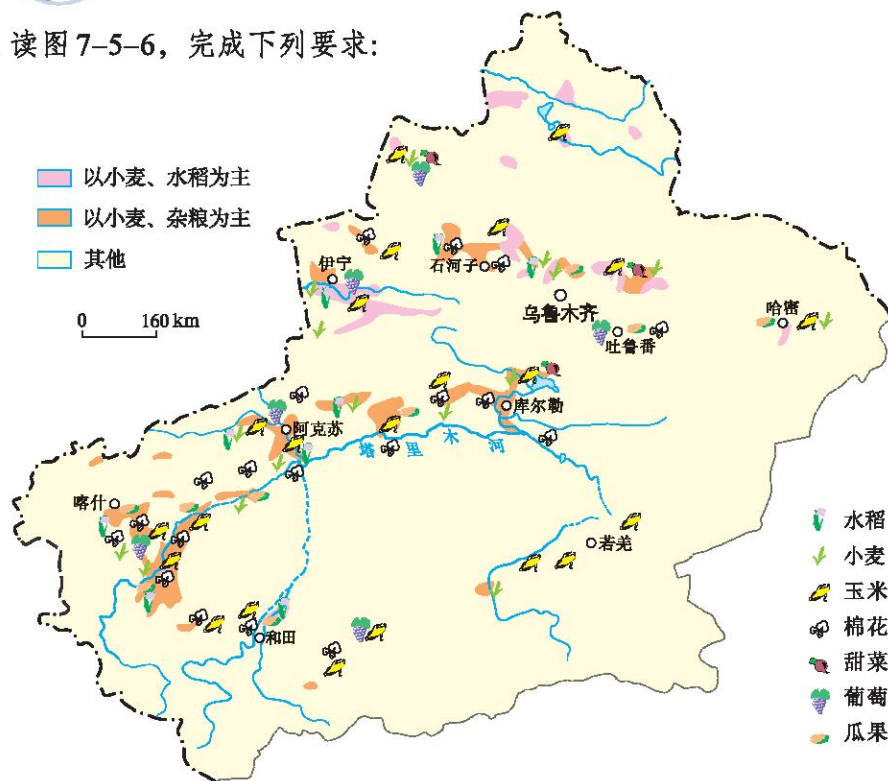 读图 7-5-6，完成下列要求:
以小麦、水稻为主
以小麦、杂粮为主
其他
0 160 km
伊宁
石河子
乌鲁木齐
吐鲁番
哈密
阿克苏
库尔勒
塔里木河
喀什
若羌
和田
水稻
小麦
玉米
棉花
甜菜
葡萄
瓜果